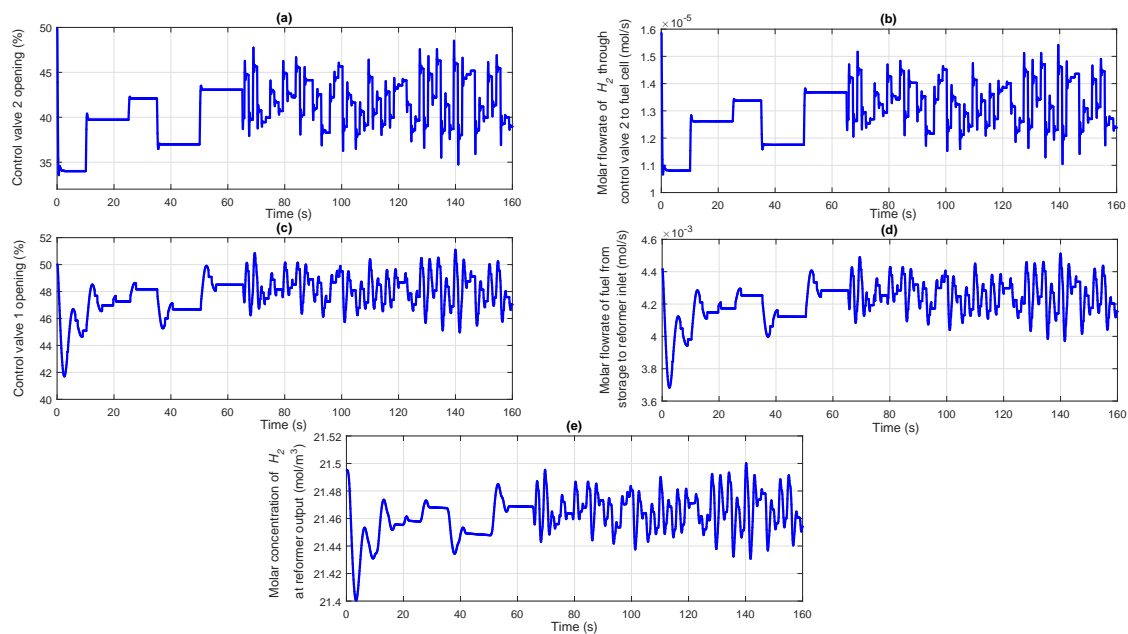 (a)
50
45
40
35
Control valve 2 opening (%)
0 20 40 60 80 100 120 140 160
Time (s)
(b)
×10⁻⁵
1.6
1.5
1.4
1.3
1.2
1.1
1
Molar flowrate of H₂ through
control valve 2 to fuel cell (mol/s)
0 20 40 60 80 100 120 140 160
Time (s)
(c)
52
50
48
46
44
42
40
Control valve 1 opening (%)
0 20 40 60 80 100 120 140 160
Time (s)
(d)
×10⁻³
4.6
4.4
4.2
4
3.8
3.6
Molar flowrate of fuel from
storage to reformer inlet (mol/s)
0 20 40 60 80 100 120 140 160
Time (s)
(e)
21.52
21.5
21.48
21.46
21.44
21.42
21.4
Molar concentration of H₂
at reformer output (mol/m³)
0 20 40 60 80 100 120 140 160
Time (s)